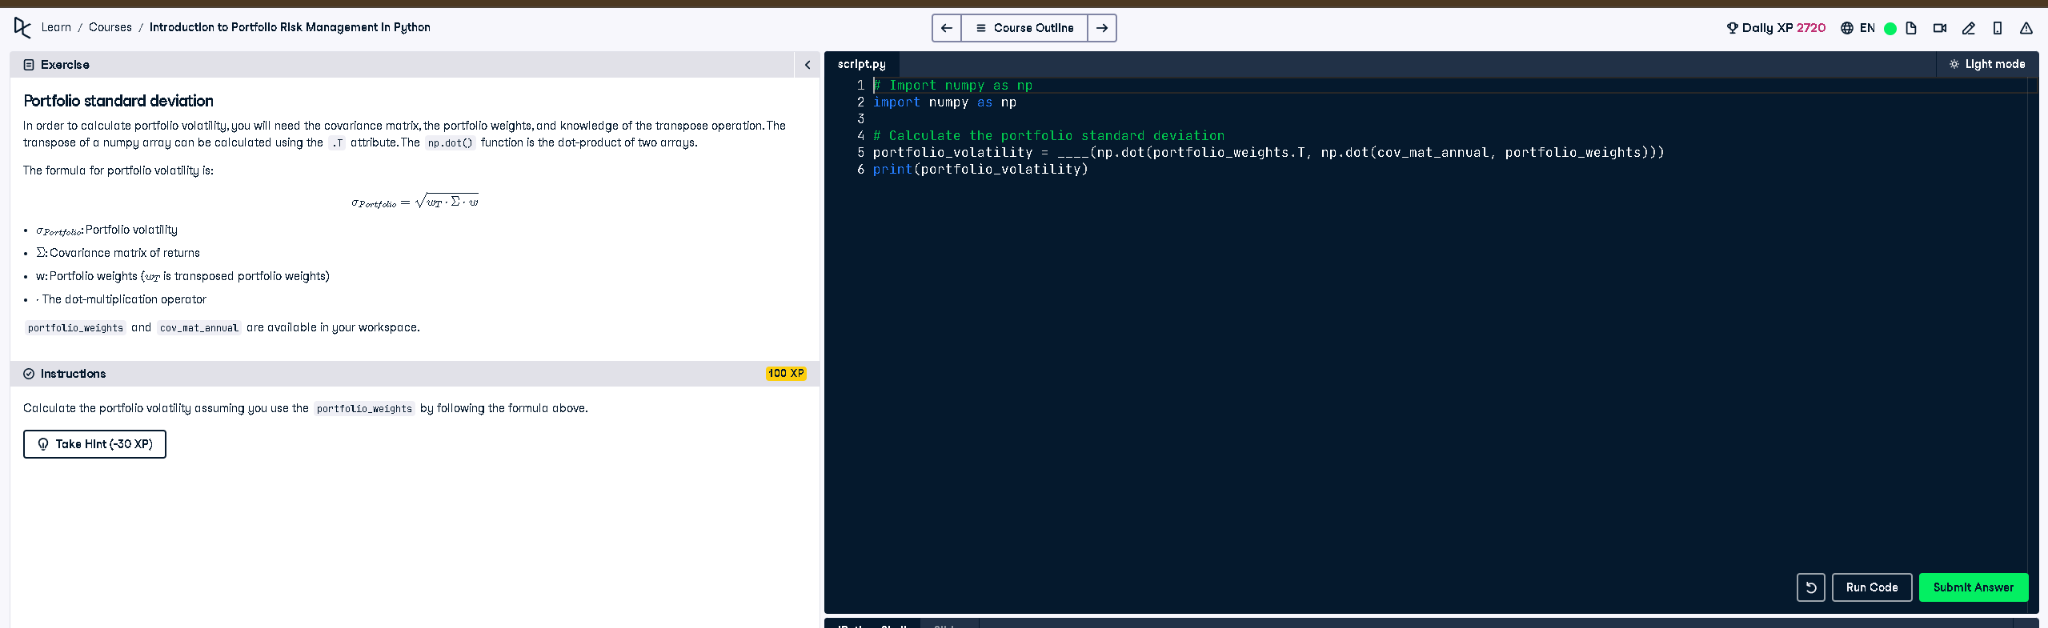 Learn / Courses / Introduction to Portfolio Risk Management in Python
Course Outline
Daily XP 2720
EN
Exercise
Portfolio standard deviation
In order to calculate portfolio volatility, you will need the covariance matrix, the portfolio weights, and knowledge of the transpose operation. The
transpose of a numpy array can be calculated using the .T attribute. The np.dot() function is the dot-product of two arrays.
The formula for portfolio volatility is:
σ_Portfolio = √(w_T · Σ · w)
• σ_Portfolio: Portfolio volatility
• Σ: Covariance matrix of returns
• w: Portfolio weights (w_T is transposed portfolio weights)
• · The dot-multiplication operator
portfolio_weights and cov_mat_annual are available in your workspace.
Instructions
100 XP
Calculate the portfolio volatility assuming you use the portfolio_weights by following the formula above.
Take Hint (-30 XP)
script.py
Light mode
1 # Import numpy as np
2 import numpy as np
3
4 # Calculate the portfolio standard deviation
5 portfolio_volatility = ____(np.dot(portfolio_weights.T, np.dot(cov_mat_annual, portfolio_weights)))
6 print(portfolio_volatility)
Run Code
Submit Answer